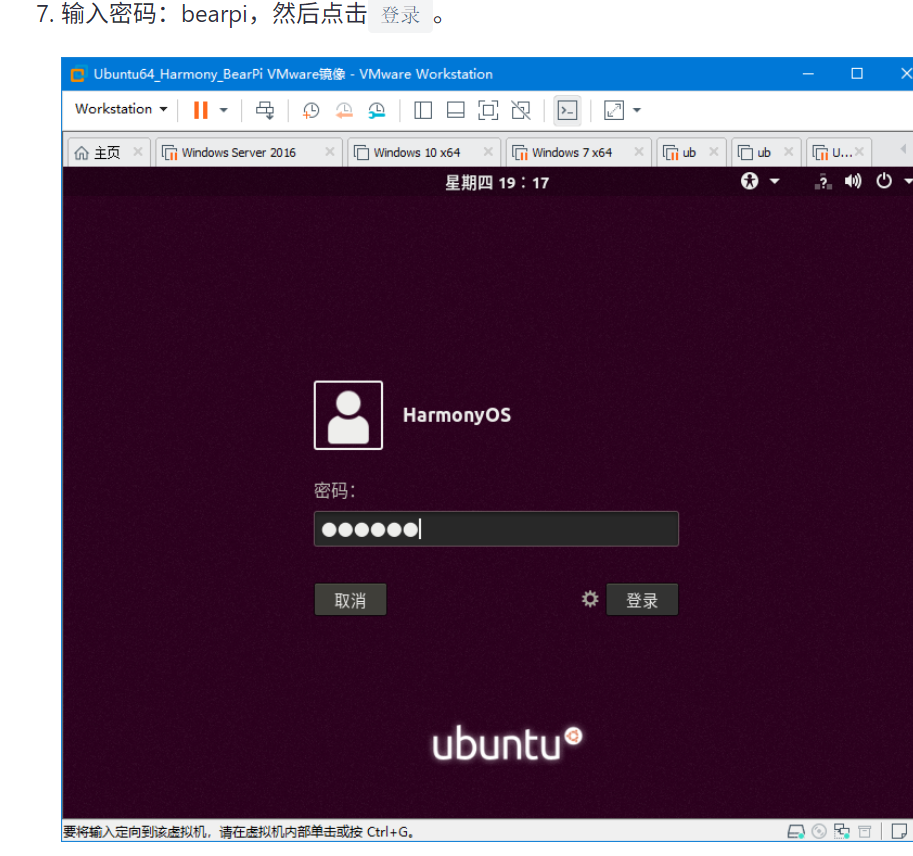 7. 输入密码：bearpi，然后点击 登录 。
Ubuntu64_Harmony_BearPi VMware镜像 - VMware Workstation
Workstation
主页 Windows Server 2016 Windows 10 x64 Windows 7 x64 ub ub U...
星期四 19：17
HarmonyOS
密码：
取消 登录
ubuntu
要将输入定向到该虚拟机，请在虚拟机内部单击或按 Ctrl+G。